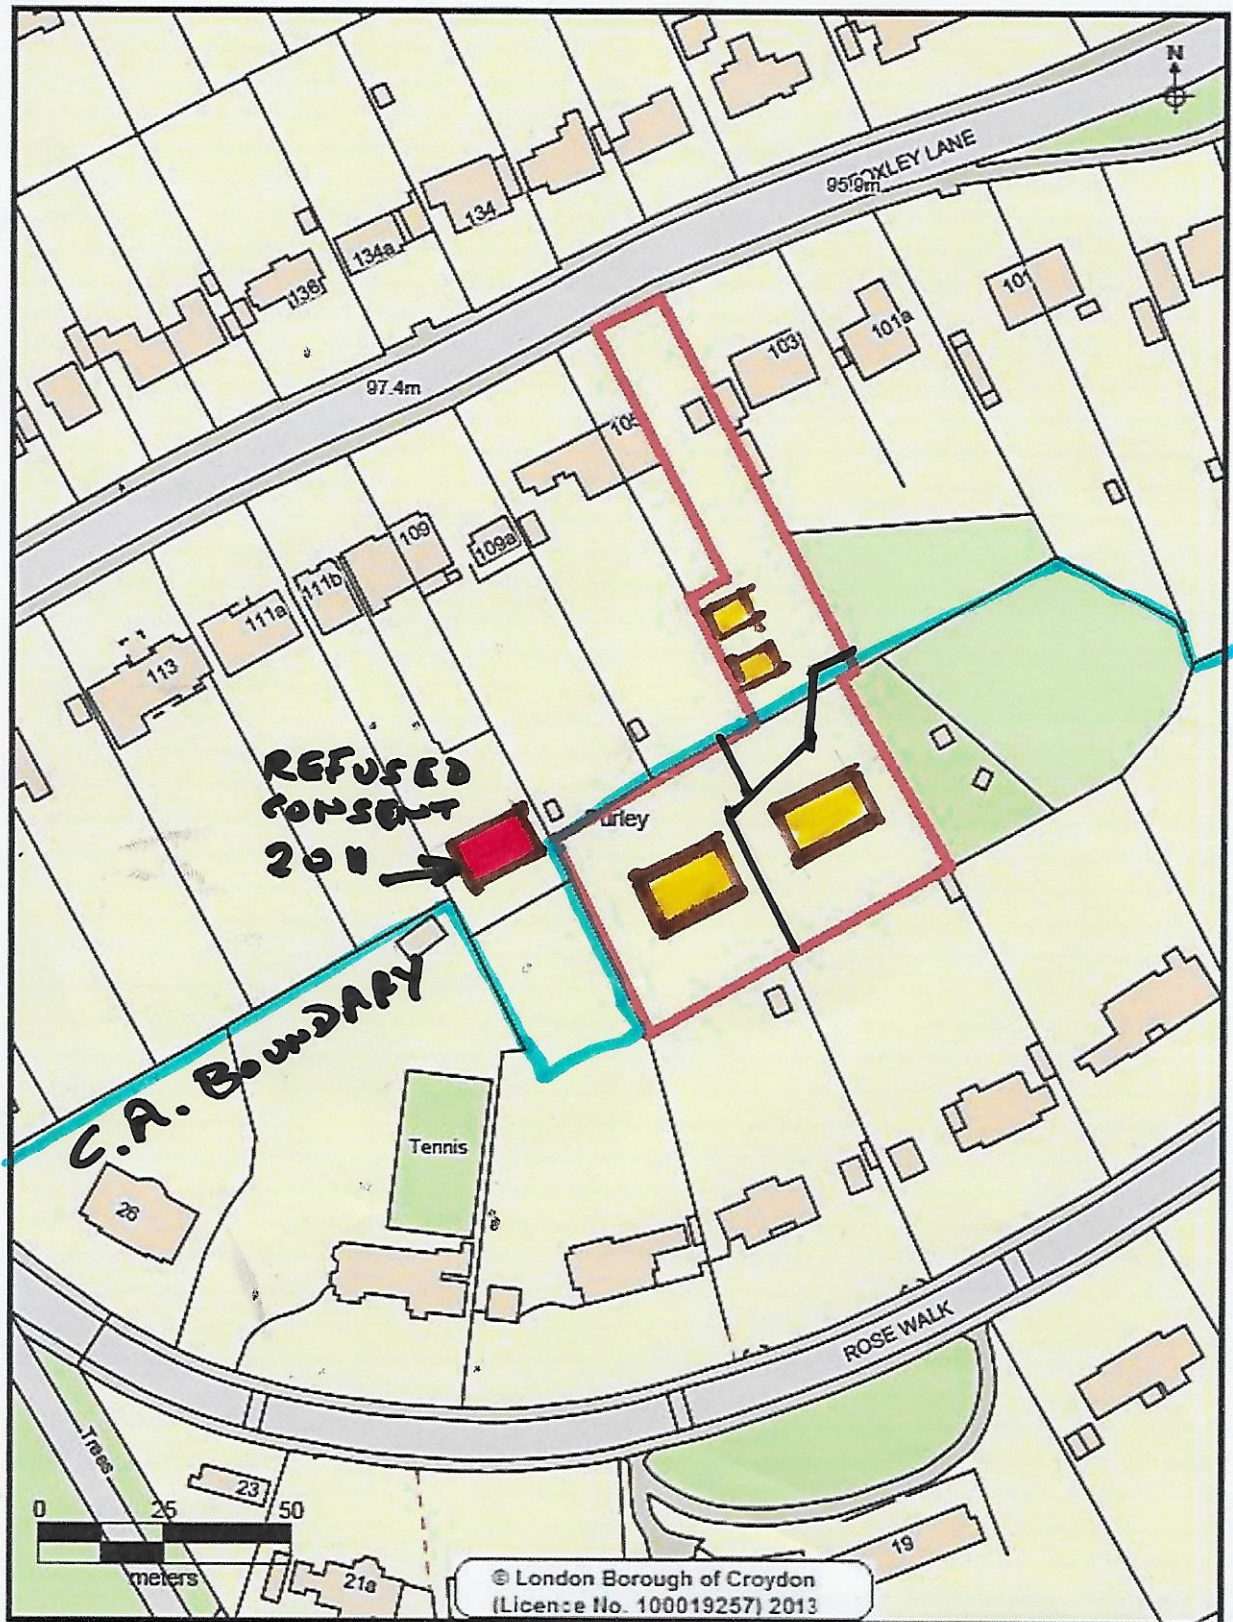 N
95.9m
FOXLEY LANE
134
134a
136
101
101a
103
97.4m
105
109
109a
111b
111a
113
REFUSED
CONSENT
2011
Purley
C.A. BOUNDARY
Tennis
26
ROSE WALK
Trees
23
0 25 50
meters
21a
19
© London Borough of Croydon
(Licence No. 100019257) 2013